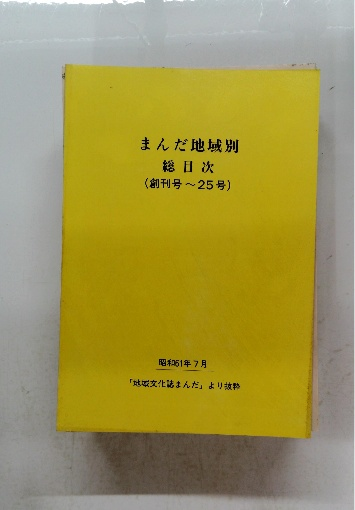 まんだ地域別
総目次
(創刊号～25号)
昭和61年7月
「地域文化誌まんだ」より抜粋